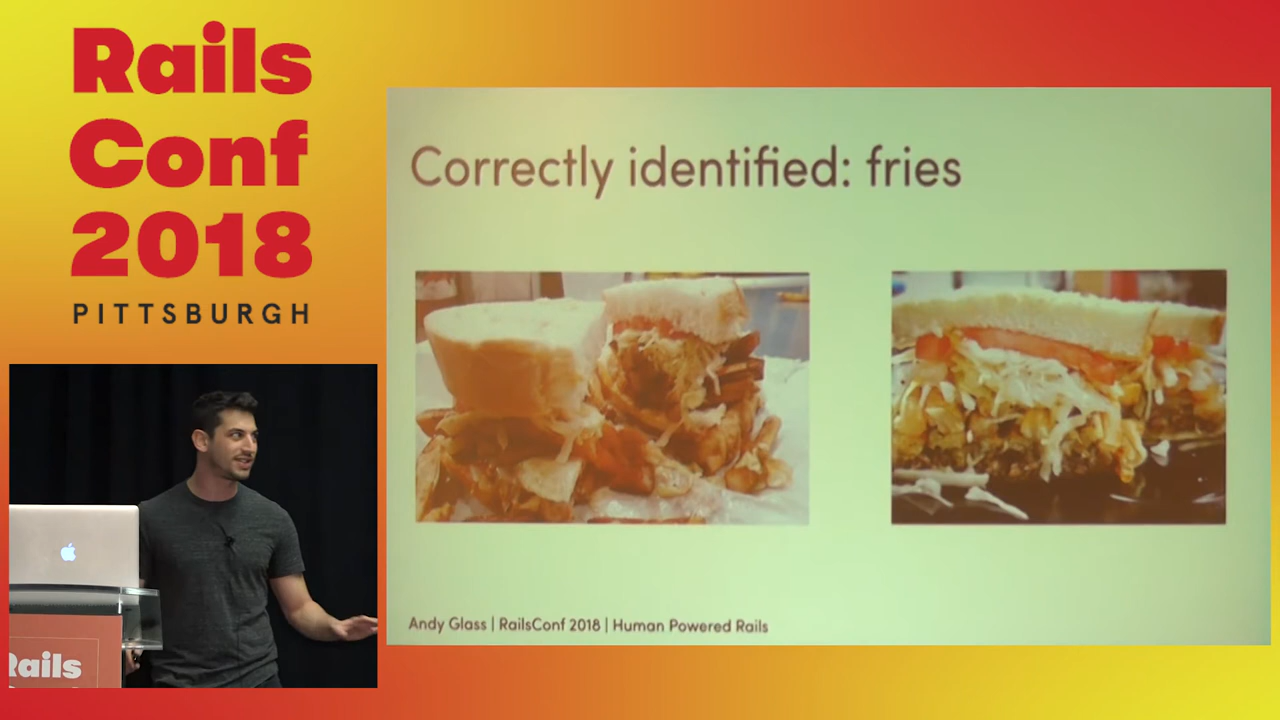 Rails
Conf
2018
PITTSBURGH
Correctly identified: fries
Andy Glass | RailsConf 2018 | Human Powered Rails
Rails